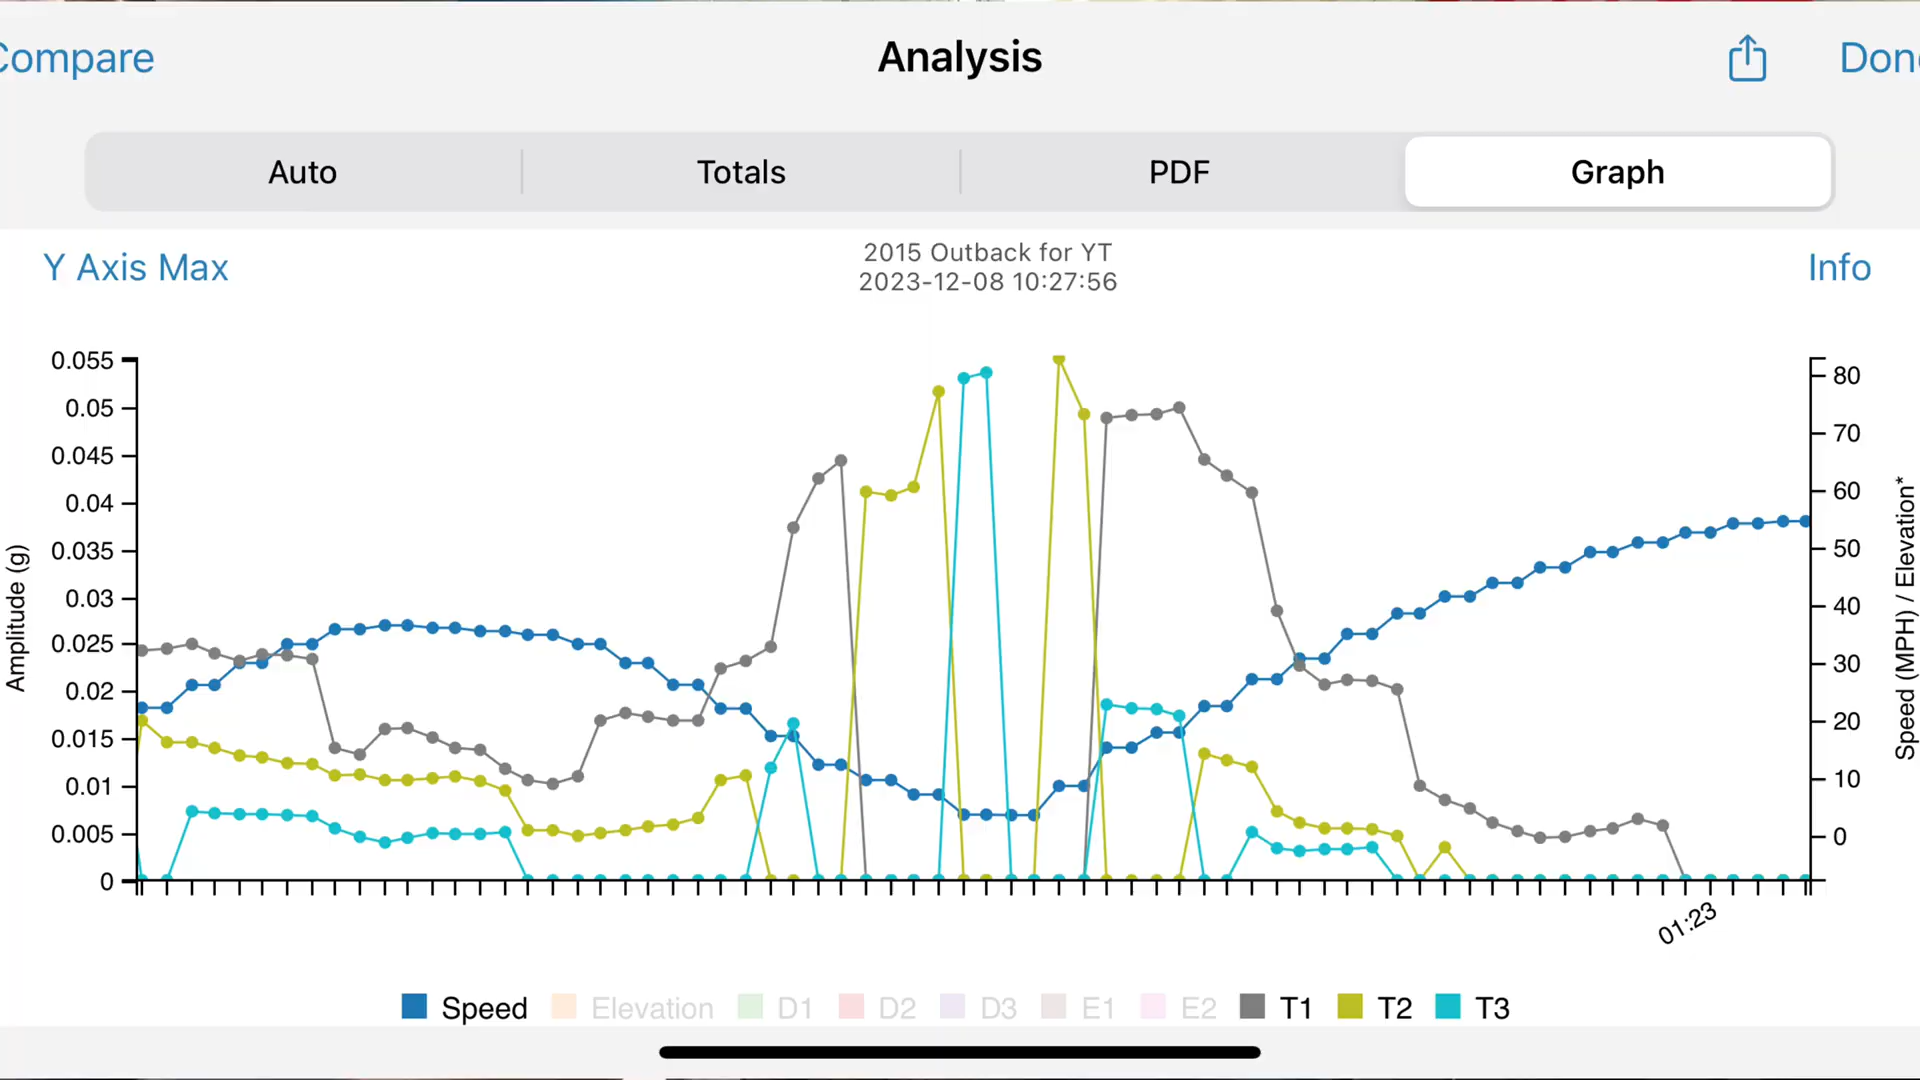 Compare Analysis Done
Auto Totals PDF Graph
Y Axis Max
2015 Outback for YT
2023-12-08 10:27:56
Info
Amplitude (g)
0.055
0.05
0.045
0.04
0.035
0.03
0.025
0.02
0.015
0.01
0.005
0
80
70
60
50
40
30
20
10
0
Speed (MPH) / Elevation*
01:23
Speed Elevation D1 D2 D3 E1 E2 T1 T2 T3